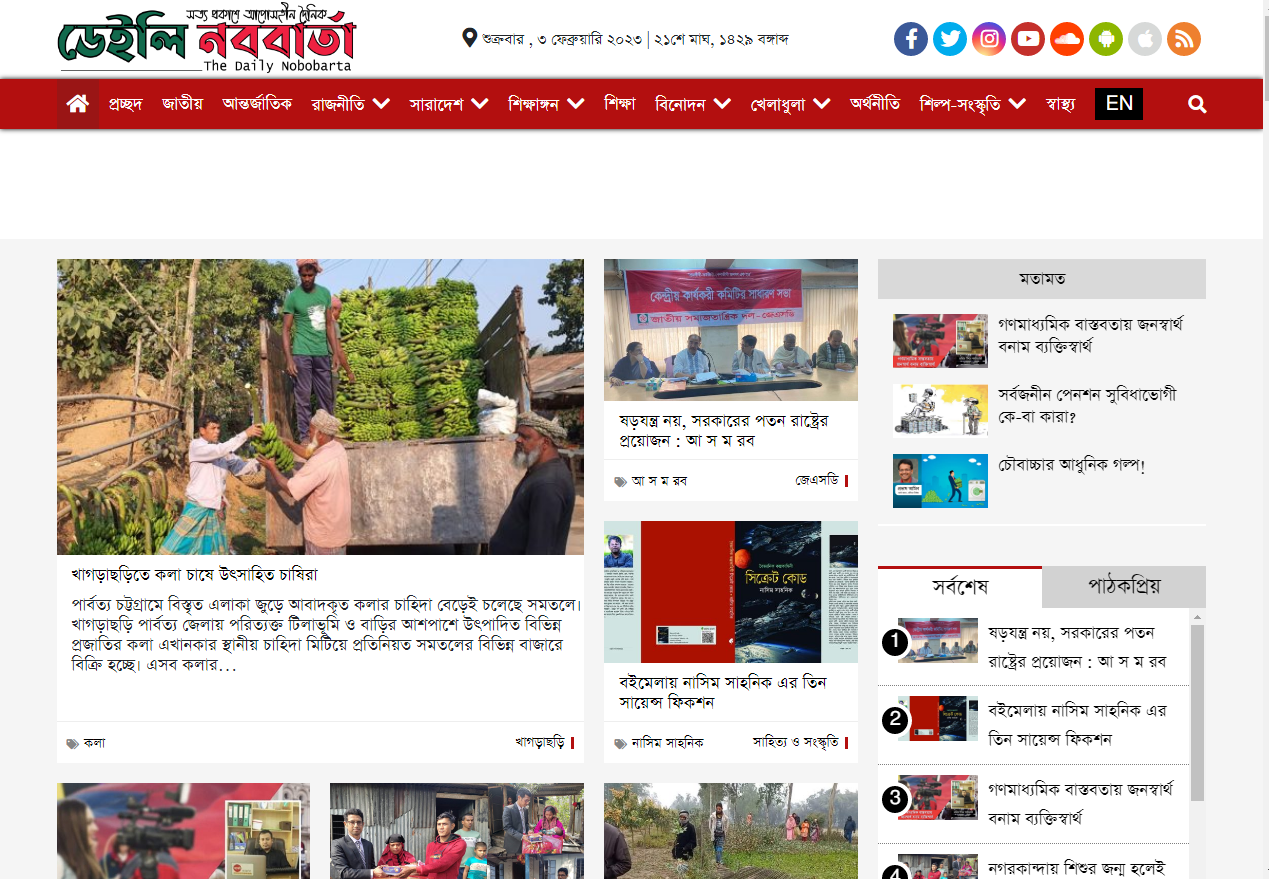 সত্য প্রকাশে আপোসহীন দৈনিক
ডেইলি নববার্তা
The Daily Nobobarta
শুক্রবার , ৩ ফেব্রুয়ারি ২০২৩ | ২১শে মাঘ, ১৪২৯ বঙ্গাব্দ
প্রচ্ছদ জাতীয় আন্তর্জাতিক রাজনীতি সারাদেশ শিক্ষাঙ্গন শিক্ষা বিনোদন খেলাধুলা অর্থনীতি শিল্প-সংস্কৃতি স্বাস্থ্য EN
কেন্দ্রীয় কার্যকরী কমিটির সাধারণ সভা
জাতীয় সমাজতান্ত্রিক দল - জেএসডি
খাগড়াছড়িতে কলা চাষে উৎসাহিত চাষিরা
পার্বত্য চট্টগ্রামে বিস্তৃত এলাকা জুড়ে আবাদকৃত কলার চাহিদা বেড়েই চলেছে সমতলে।
খাগড়াছড়ি পার্বত্য জেলায় পরিত্যক্ত টিলাভূমি ও বাড়ির আশপাশে উৎপাদিত বিভিন্ন
প্রজাতির কলা এখানকার স্থানীয় চাহিদা মিটিয়ে প্রতিনিয়ত সমতলের বিভিন্ন বাজারে
বিক্রি হচ্ছে। এসব কলার…
কলা
খাগড়াছড়ি
ষড়যন্ত্র নয়, সরকারের পতন রাষ্ট্রের
প্রয়োজন : আ স ম রব
আ স ম রব
জেএসডি
সিক্রেট কোড
নাসিম সাহনিক
বইমেলায় নাসিম সাহনিক এর তিন
সায়েন্স ফিকশন
নাসিম সাহনিক
সাহিত্য ও সংস্কৃতি
মতামত
গণমাধ্যমিক বাস্তবতায় জনস্বার্থ
বনাম ব্যক্তিস্বার্থ
সর্বজনীন পেনশন সুবিধাভোগী
কে-বা কারা?
চৌবাচ্চার আধুনিক গল্প!
সর্বশেষ
পাঠকপ্রিয়
1
ষড়যন্ত্র নয়, সরকারের পতন
রাষ্ট্রের প্রয়োজন : আ স ম রব
2
বইমেলায় নাসিম সাহনিক এর
তিন সায়েন্স ফিকশন
3
গণমাধ্যমিক বাস্তবতায় জনস্বার্থ
বনাম ব্যক্তিস্বার্থ
4
নগরকান্দায় শিশুর জন্ম হলেই